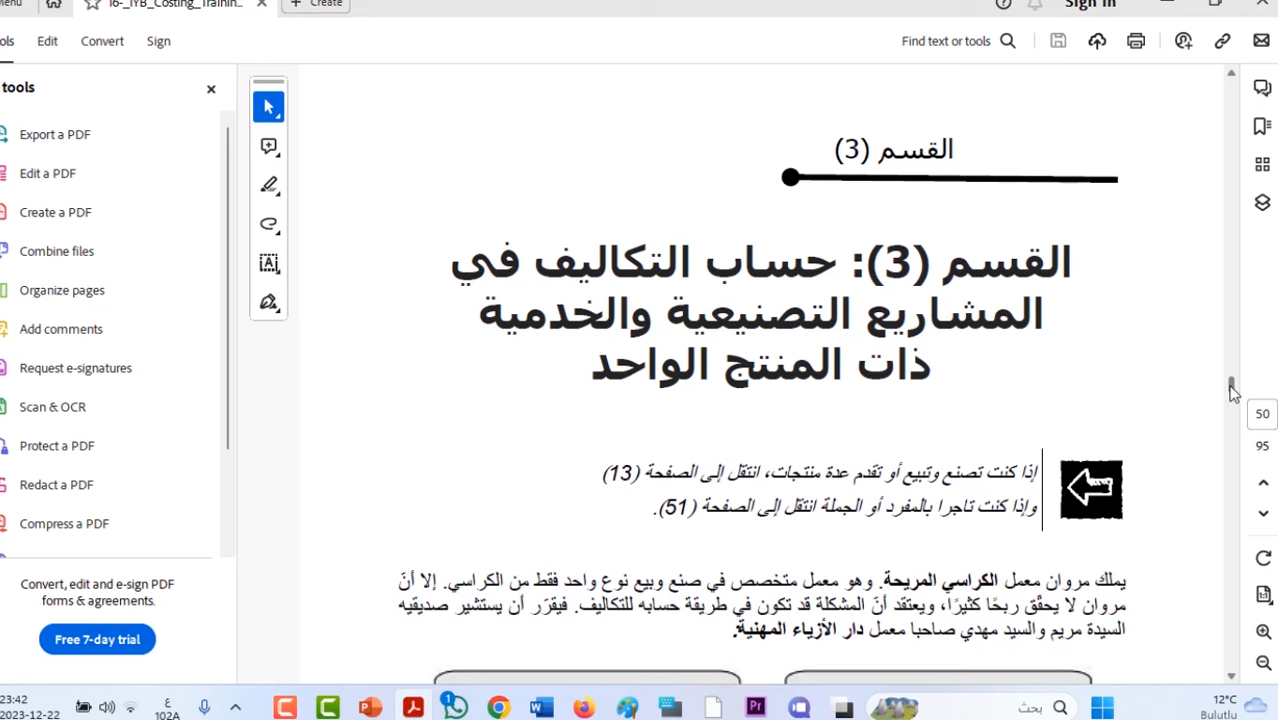 Menu
16-_IYB_Costing_Trainin...
Create
Sign in
Edit
Convert
Sign
Find text or tools
tools
Export a PDF
Edit a PDF
Create a PDF
Combine files
Organize pages
Add comments
Request e-signatures
Scan & OCR
Protect a PDF
Redact a PDF
Compress a PDF
Convert, edit and e-sign PDF
forms & agreements.
Free 7-day trial
القسم (3)
القسم (3): حساب التكاليف في
المشاريع التصنيعية والخدمية
ذات المنتج الواحد
إذا كنت تصنع وتبيع أو تقدم عدة منتجات، انتقل إلى الصفحة (13)
وإذا كنت تاجرا بالمفرد أو الجملة انتقل إلى الصفحة (51).
يملك مروان معمل الكراسي المريحة. وهو معمل متخصص في صنع وبيع نوع واحد فقط من الكراسي. إلا أنّ
مروان لا يحقّق ربحًا كثيرًا، ويعتقد أنّ المشكلة قد تكون في طريقة حسابه للتكاليف. فيقرّر أن يستشير صديقيه
السيدة مريم والسيد مهدي صاحبا معمل دار الأزياء المهنية.
50
95
23:42
2023-12-22
ع
102A
1
بحث
12°C
Bulutlu